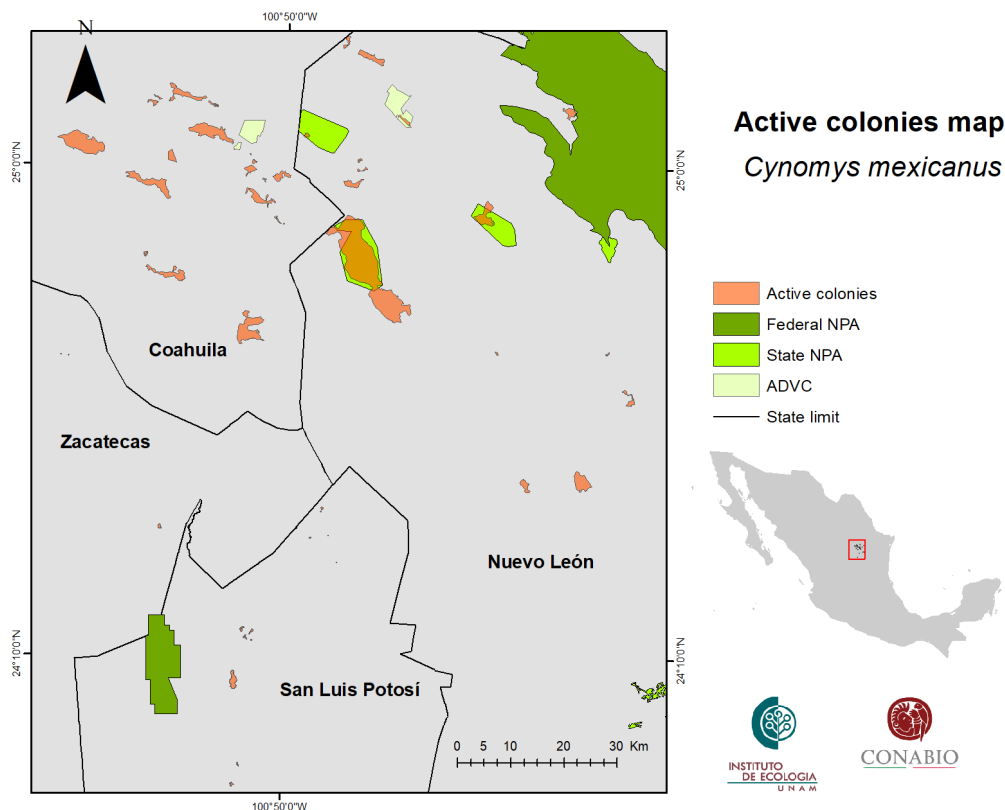 100°50'0"W
N
Active colonies map
Cynomys mexicanus
25°0'0"N
25°0'0"N
Active colonies
Federal NPA
State NPA
ADVC
State limit
Coahuila
Zacatecas
Nuevo León
San Luis Potosí
24°10'0"N
24°10'0"N
0 5 10 20 30 Km
100°50'0"W
INSTITUTO
DE ECOLOGIA
UNAM
CONABIO